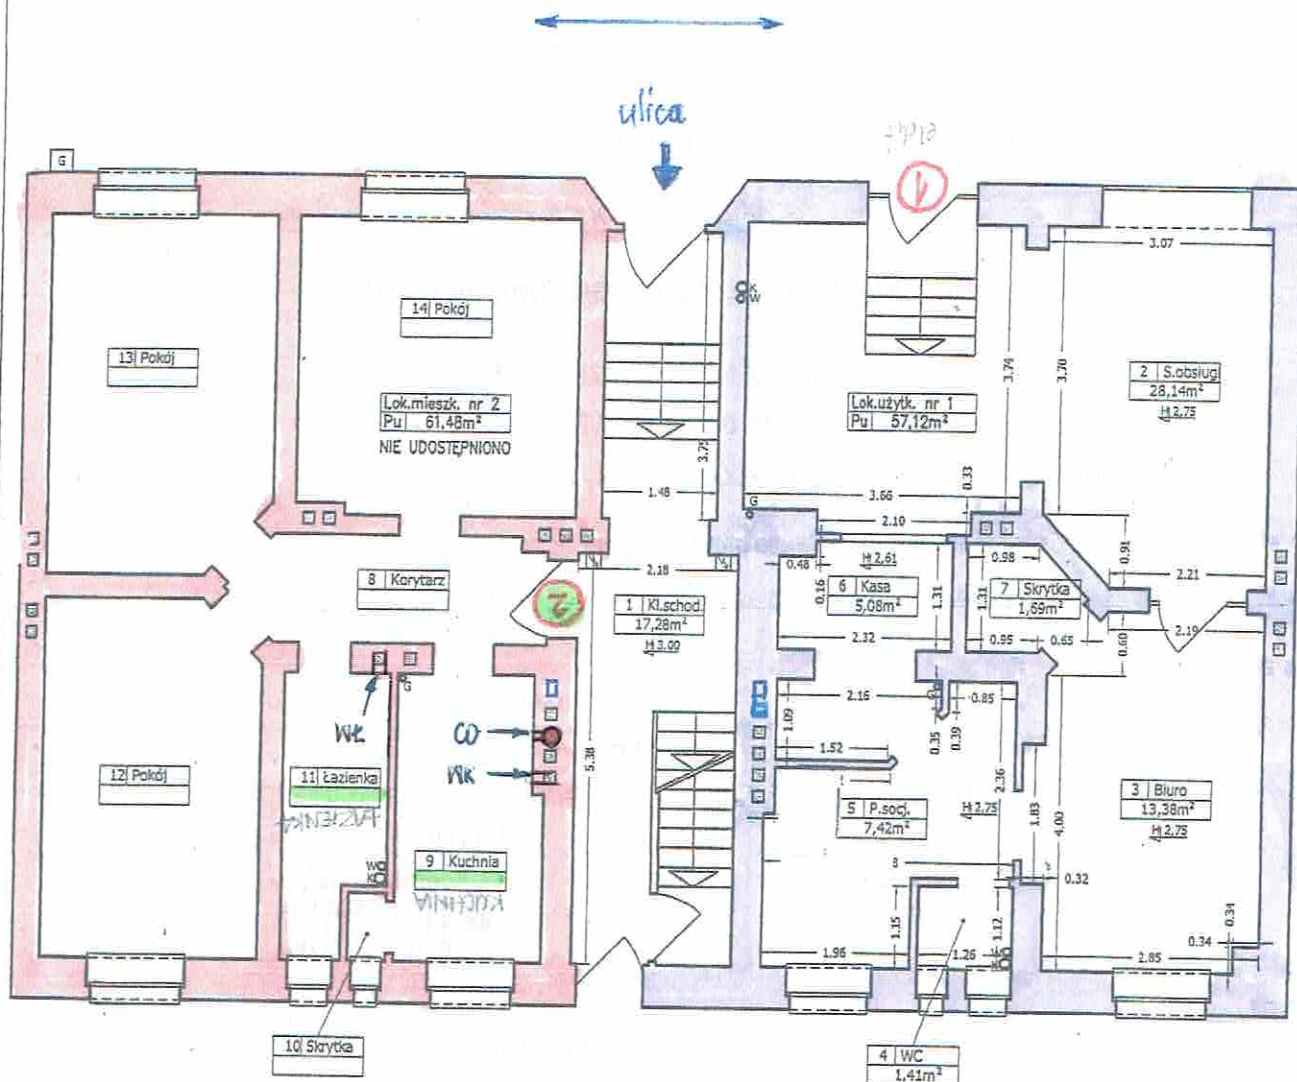 ulica
1
G
14 Pokój
13 Pokój
Lok.mieszk. nr 2
Pu 61,48m²
NIE UDOSTĘPNIONO
3.75
1.48
K
W
Lok.użytk. nr 1
Pu 57,12m²
3.74
3.70
3.07
2 S.obsługi
28,14m²
H 2,75
0.33
G
3.66
2.10
8 Korytarz
2
2.18
1 Kl.schod.
17,28m²
H 3.00
0.48
H 2,61
0.16
6 Kasa
5,08m²
1.31
2.32
0.98
1.31
7 Skrytka
1,69m²
0.95
0.65
0.91
2.21
2.19
0.60
G
WŁ
CO
WK
5.38
1.09
2.16
G
0.85
0.35
0.39
1.52
2.36
12 Pokój
11 Łazienka
ŁAZIENKA
W
K
9 Kuchnia
KUCHNIA
5 P.socj.
7,42m²
H 2,75
1.83
4.00
3 Biuro
13,38m²
H 2,75
8
0.32
1.15
1.12
1.96
1.26
2.85
0.34
0.34
10 Skrytka
4 WC
1,41m²